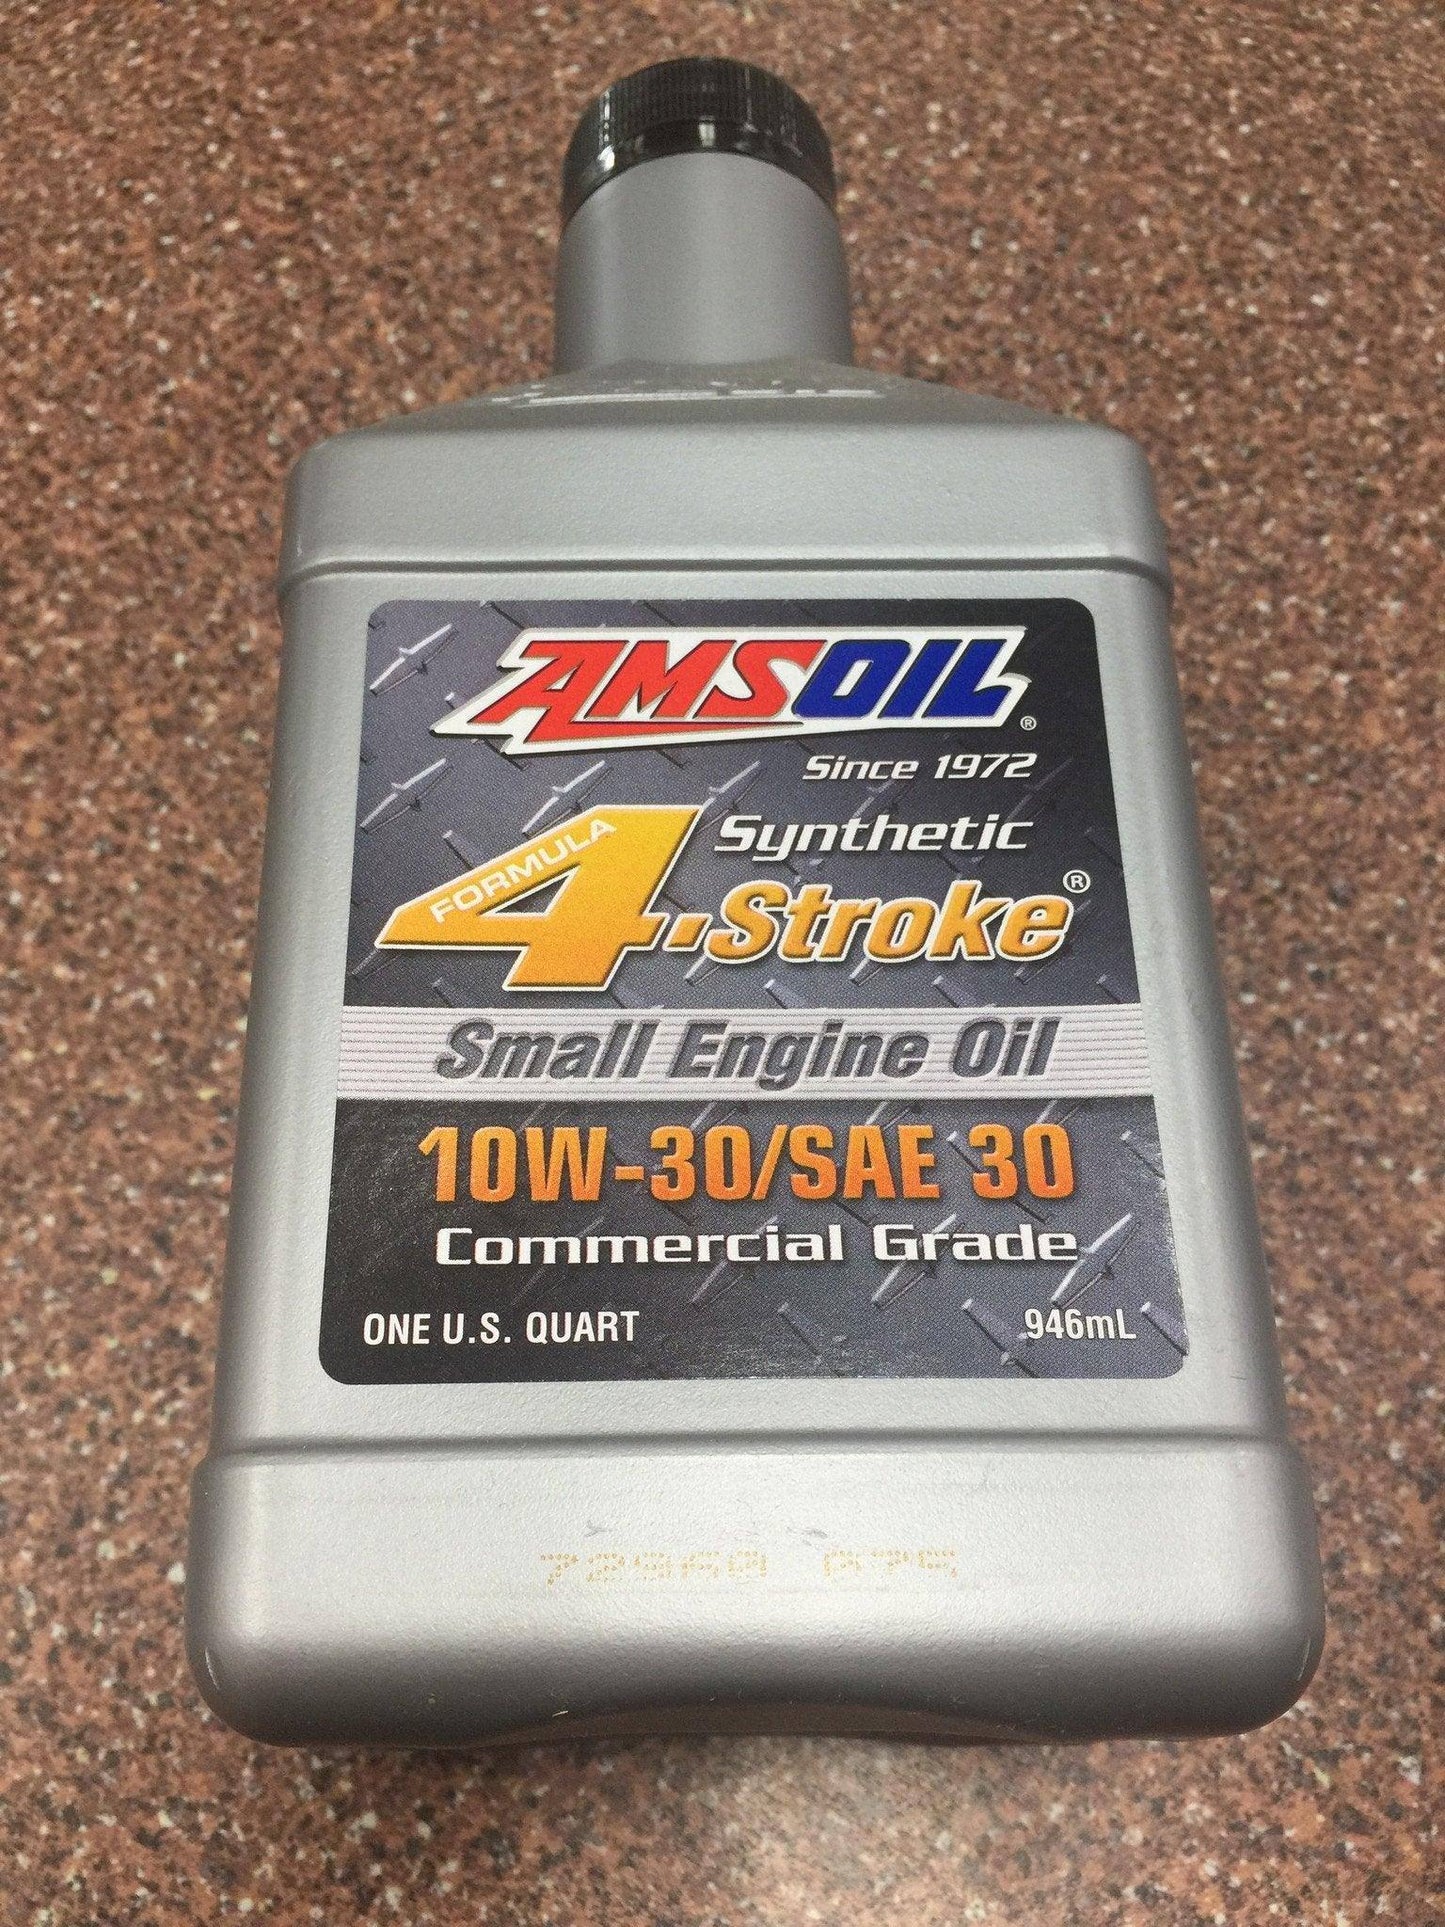 AMSOIL®
Since 1972
FORMULA
Synthetic
4-Stroke®
Small Engine Oil
10W-30/SAE 30
Commercial Grade
ONE U.S. QUART 946mL